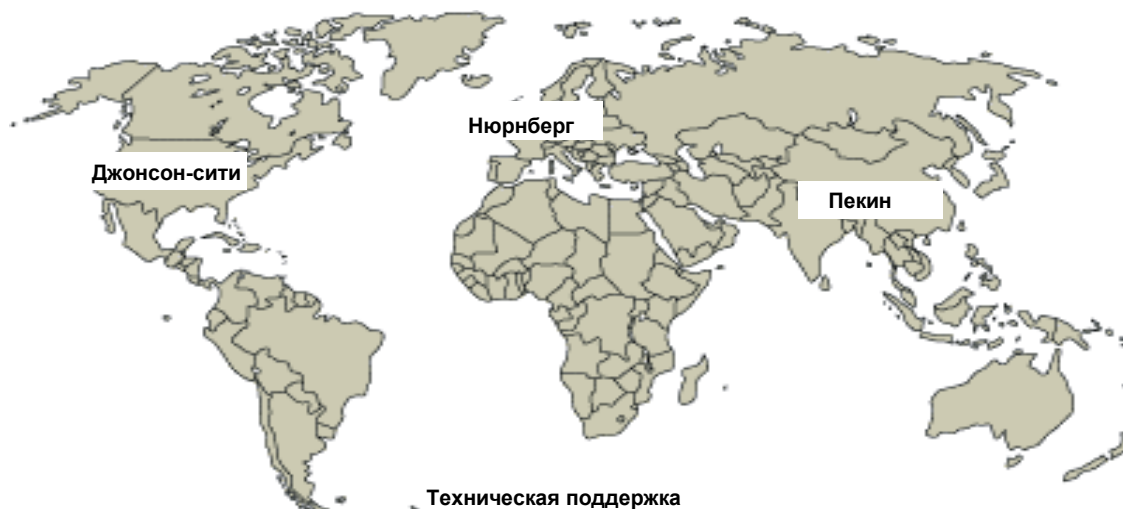 Нюрнберг
Джонсон-сити
Пекин
Техническая поддержка